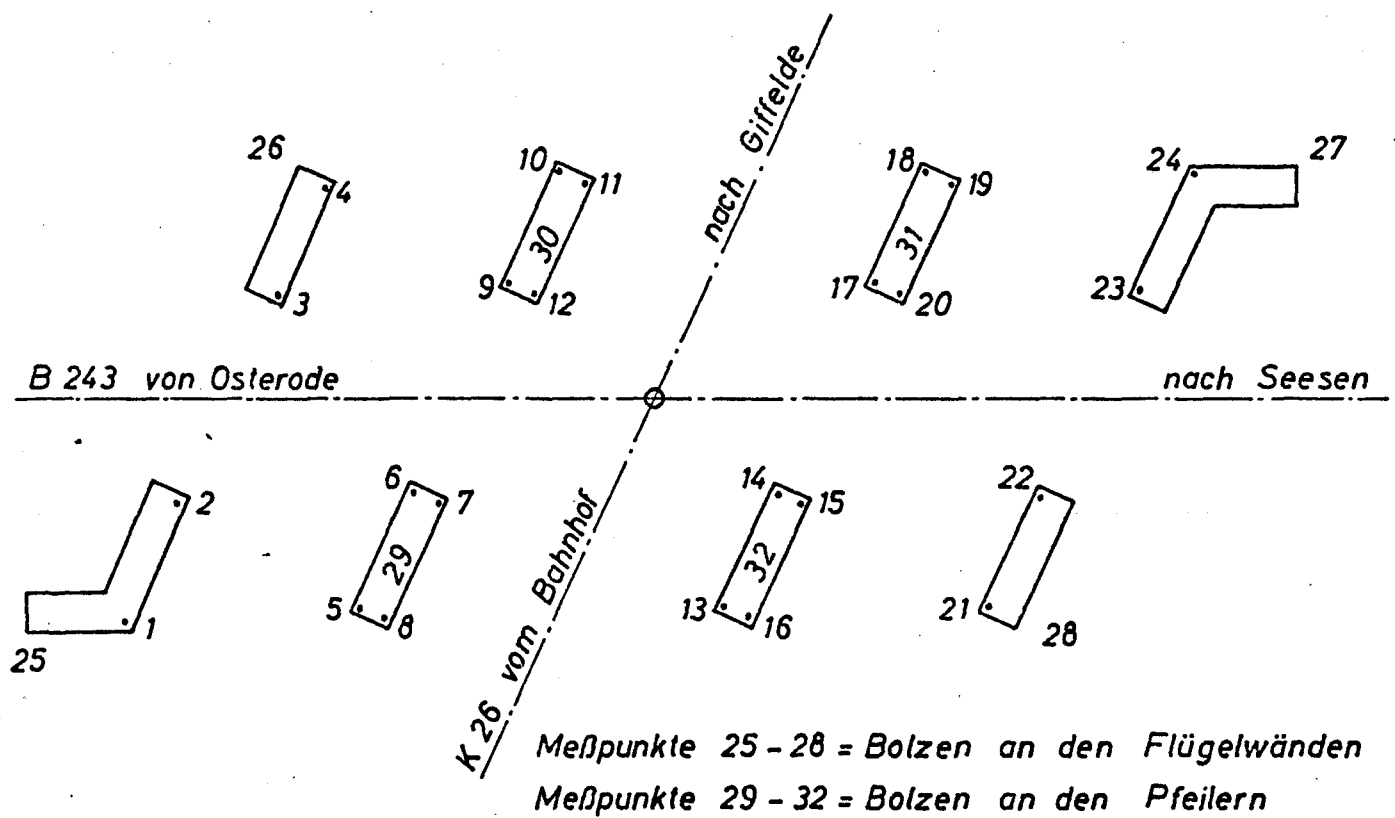 nach Giffelde
26 4 10 11 18 19 24 27
30 31
3 9 12 17 20 23
B 243 von Osterode nach Seesen
6 7 14 15 22 2
29 32
5 8 13 16 21 28 1
25
K 26 vom Bahnhof
Meßpunkte 25 - 28 = Bolzen an den Flügelwänden
Meßpunkte 29 - 32 = Bolzen an den Pfeilern